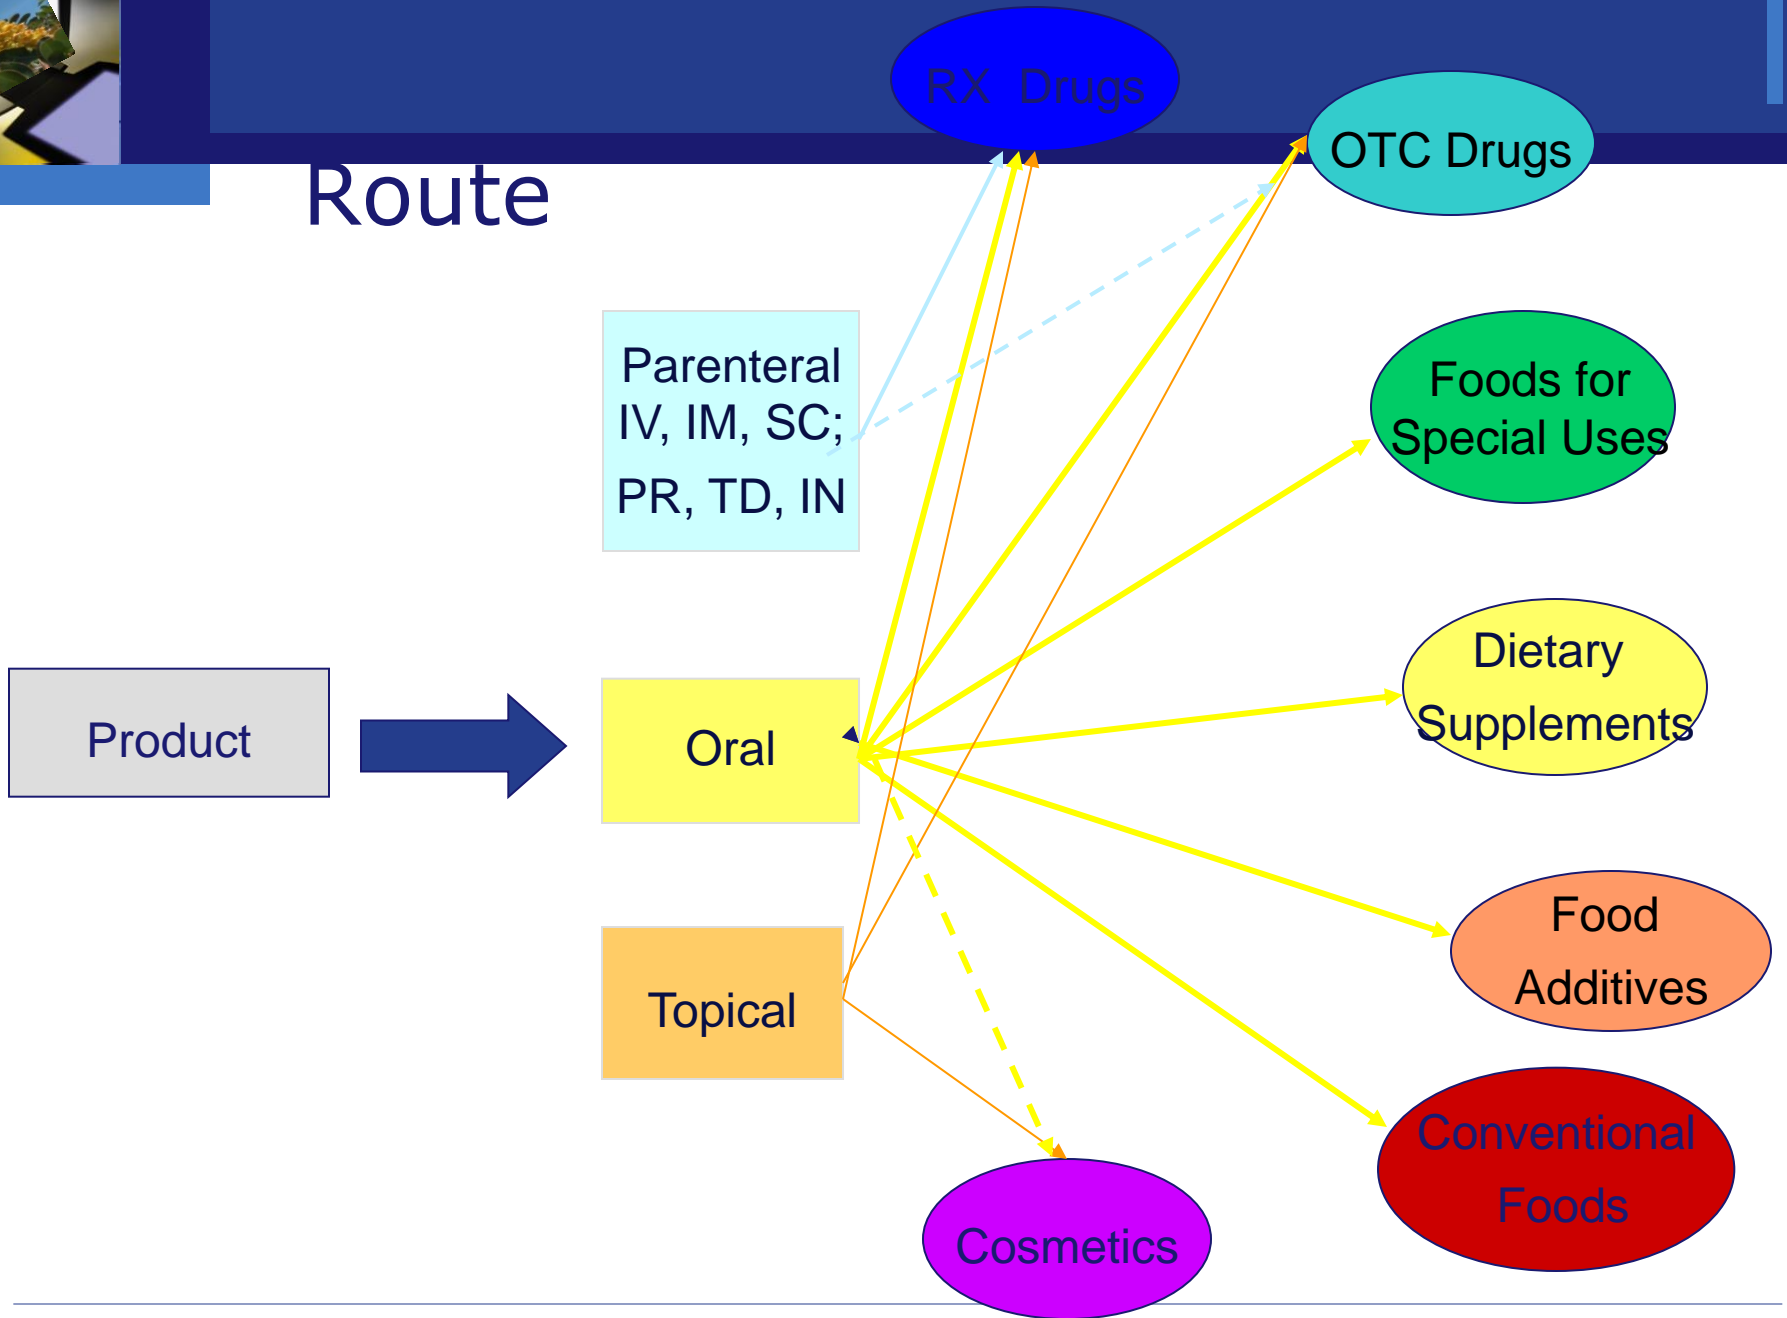 RX Drugs
OTC Drugs
Route
Parenteral
IV, IM, SC;
PR, TD, IN
Foods for
Special Uses
Dietary
Supplements
Product
Oral
Food
Additives
Topical
Conventional
Foods
Cosmetics